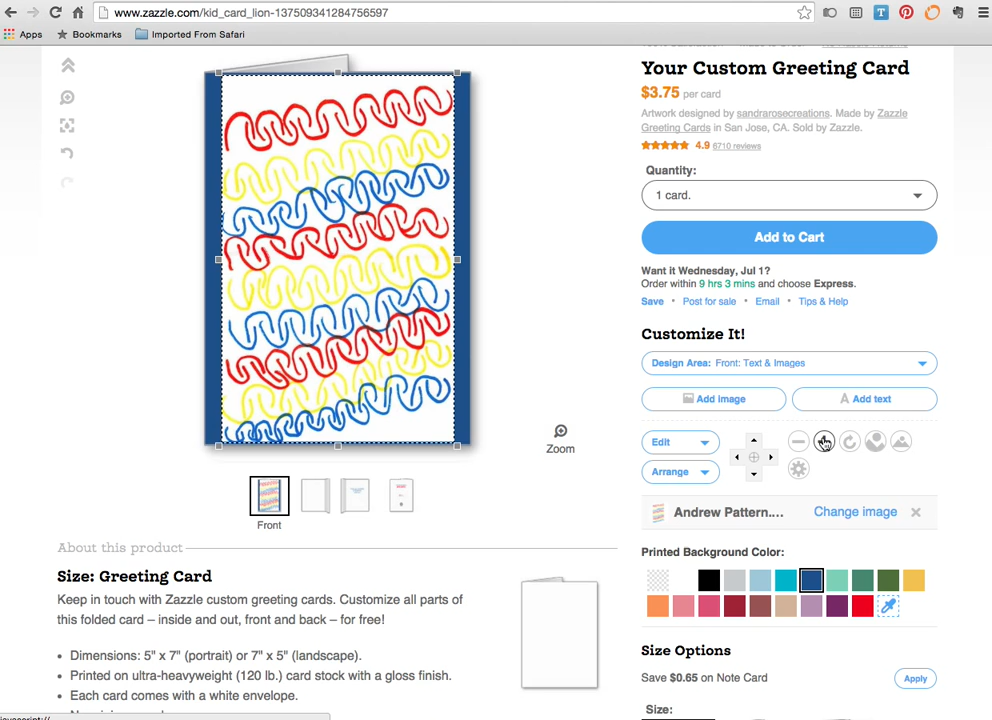 www.zazzle.com/kid_card_lion-137509341284756597
Apps Bookmarks Imported From Safari
Your Custom Greeting Card
$3.75 per card
Artwork designed by sandrarosecreations. Made by Zazzle
Greeting Cards in San Jose, CA. Sold by Zazzle.
4.9 6710 reviews
Quantity:
1 card.
Add to Cart
Want it Wednesday, Jul 1?
Order within 9 hrs 3 mins and choose Express.
Save • Post for sale • Email • Tips & Help
Customize It!
Design Area: Front: Text & Images
Add image
A Add text
Edit
Arrange
Zoom
Front
Andrew Pattern.... Change image
Printed Background Color:
About this product
Size: Greeting Card
Keep in touch with Zazzle custom greeting cards. Customize all parts of
this folded card – inside and out, front and back – for free!
• Dimensions: 5" x 7" (portrait) or 7" x 5" (landscape).
• Printed on ultra-heavyweight (120 lb.) card stock with a gloss finish.
• Each card comes with a white envelope.
Size Options
Save $0.65 on Note Card
Apply
Size: